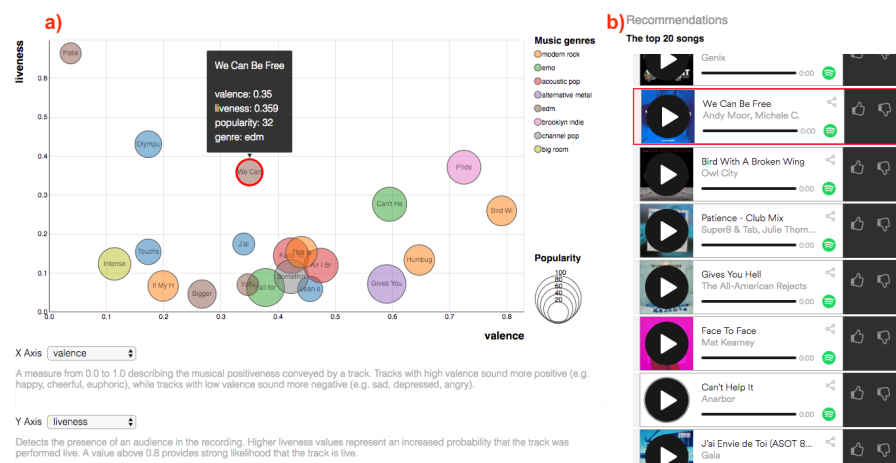 a)
liveness
0.6
0.5
0.4
0.3
0.2
0.1
0.0
0.0 0.1 0.2 0.3 0.4 0.5 0.6 0.7 0.8
valence
Patie
Olympu
We Can
Pride
Can't He
Bird Wi
J'ai
Touchs
Intense
This is
Air I Br
Humbug
Somethin
If My H
Bigger
Gives You
We Can Be Free
valence: 0.35
liveness: 0.359
popularity: 32
genre: edm
Music genres
modern rock
emo
acoustic pop
alternative metal
edm
brooklyn indie
channel pop
big room
Popularity
100
80
60
40
20
X Axis valence
A measure from 0.0 to 1.0 describing the musical positiveness conveyed by a track. Tracks with high valence sound more positive (e.g.
happy, cheerful, euphoric), while tracks with low valence sound more negative (e.g. sad, depressed, angry).
Y Axis liveness
Detects the presence of an audience in the recording. Higher liveness values represent an increased probability that the track was
performed live. A value above 0.8 provides strong likelihood that the track is live.
b) Recommendations
The top 20 songs
Genix
0:00
We Can Be Free
Andy Moor, Michele C.
0:00
Bird With A Broken Wing
Owl City
0:00
Patience - Club Mix
Super8 & Tab, Julie Thom...
0:00
Gives You Hell
The All-American Rejects
0:00
Face To Face
Mat Kearney
0:00
Can't Help It
Anarbor
0:00
J'ai Envie de Toi (ASOT 8...
Gaia